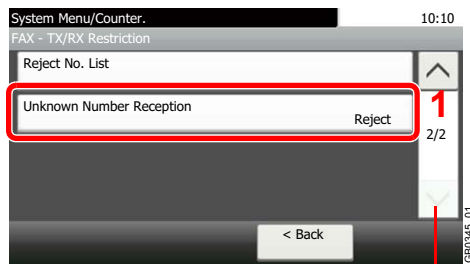 System Menu/Counter.
10:10
FAX - TX/RX Restriction
Reject No. List
Unknown Number Reception
Reject
1
2/2
< Back
GB0345_01